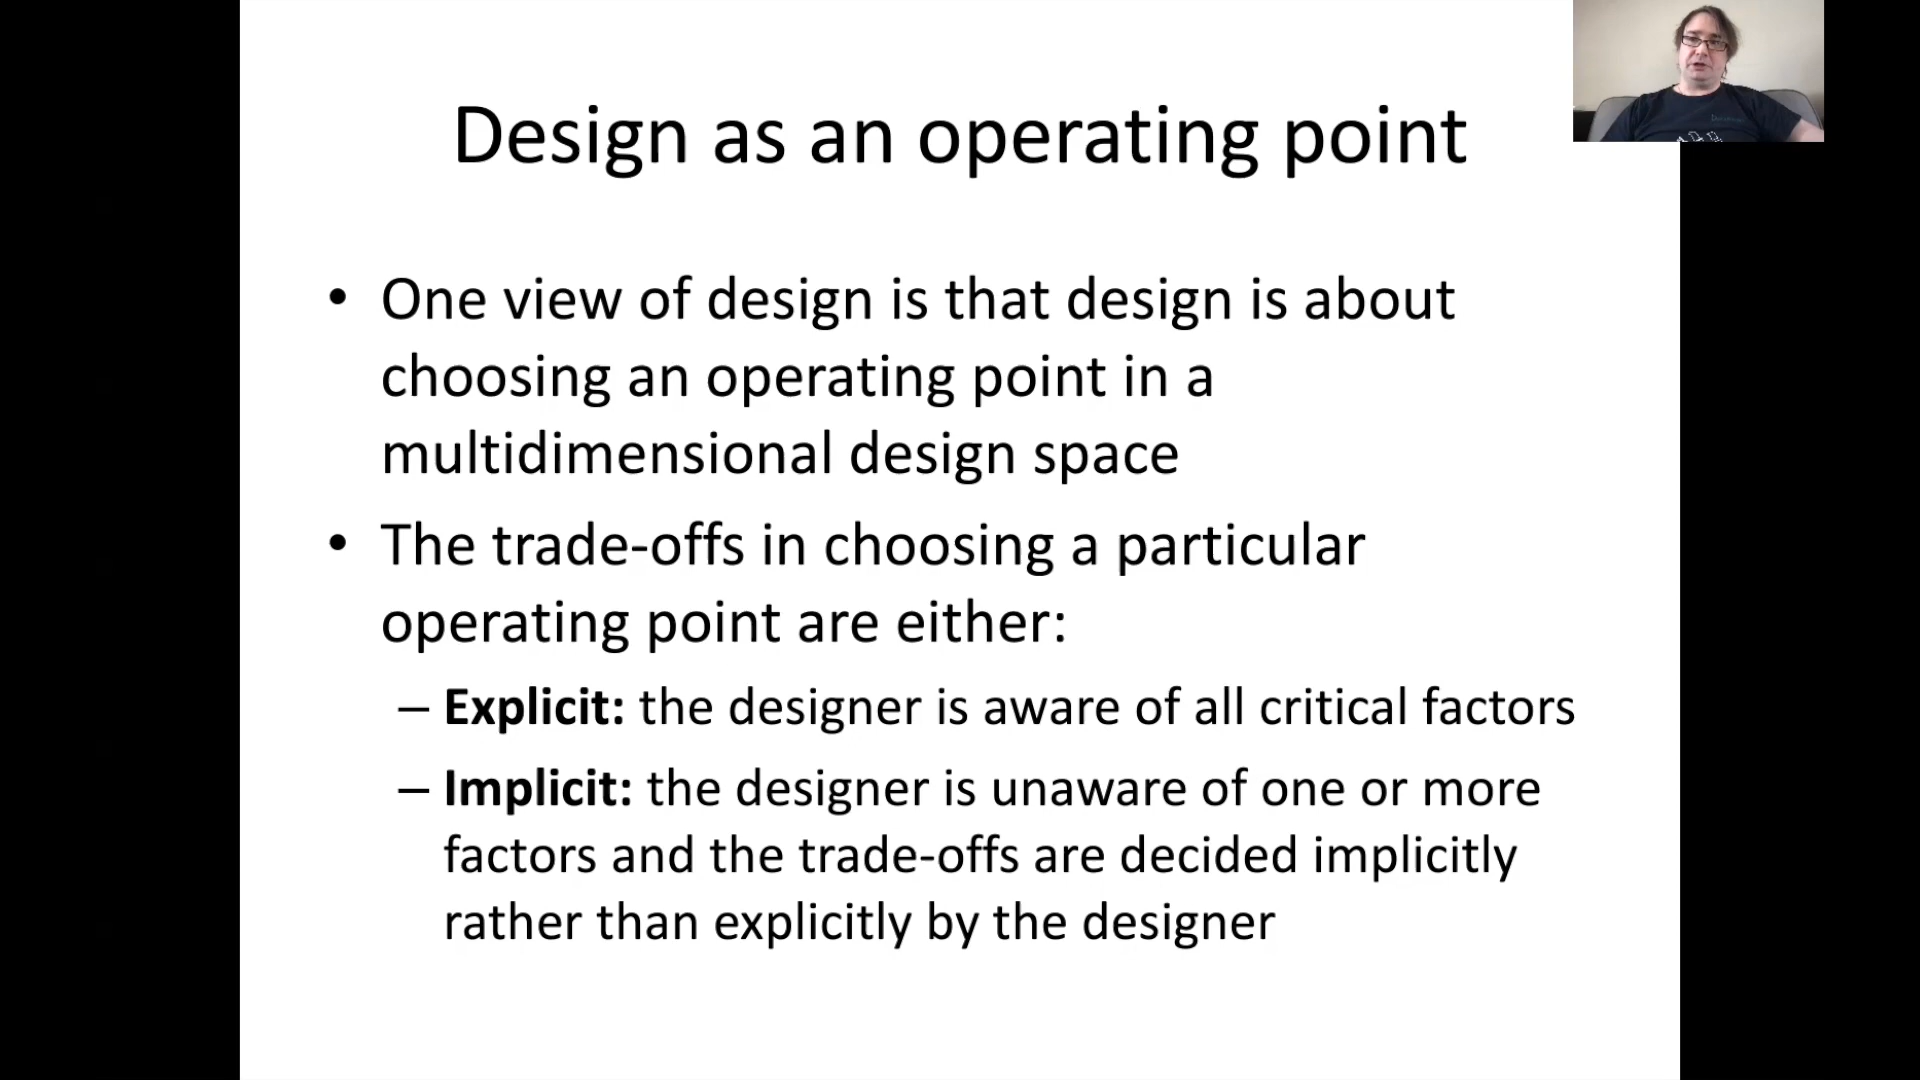 Design as an operating point
• One view of design is that design is about
choosing an operating point in a
multidimensional design space
• The trade-offs in choosing a particular
operating point are either:
– Explicit: the designer is aware of all critical factors
– Implicit: the designer is unaware of one or more
factors and the trade-offs are decided implicitly
rather than explicitly by the designer